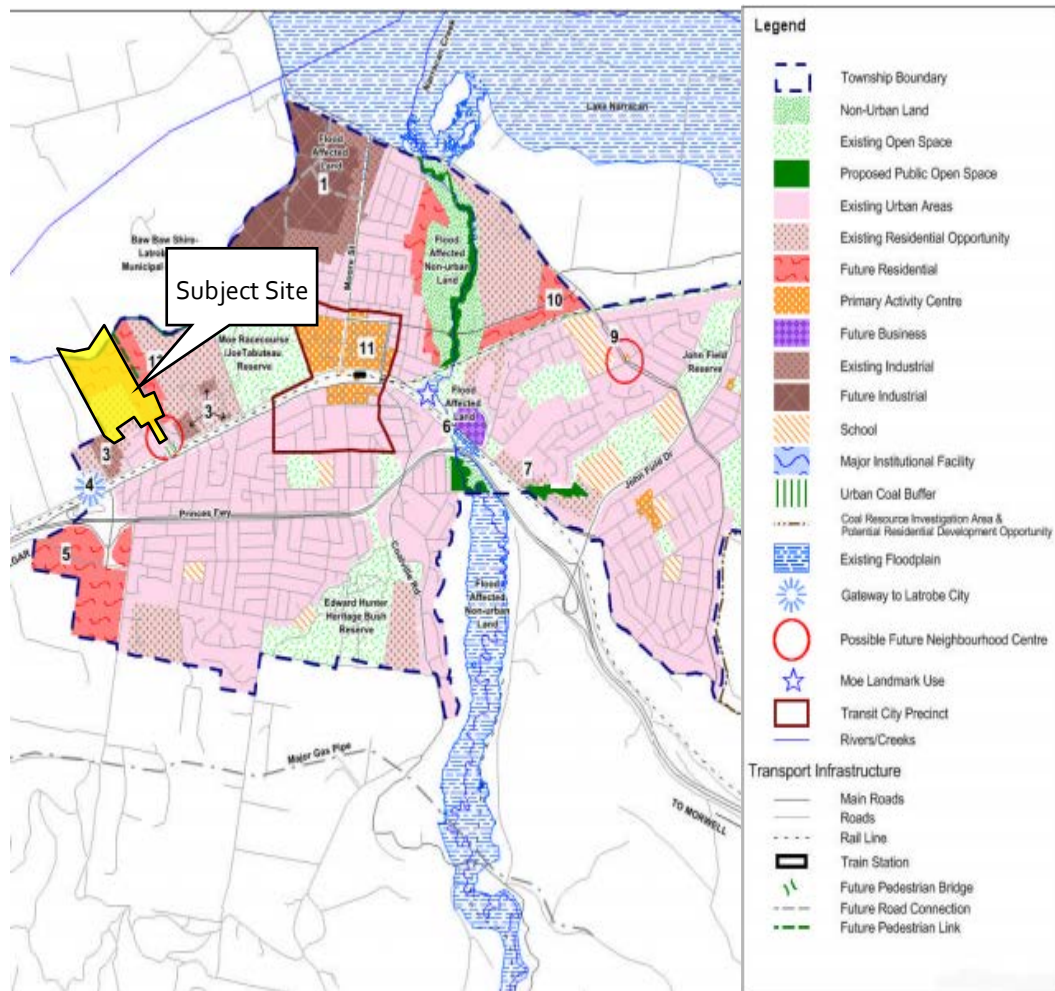 Narracan Creek
Lake Narracan
Flood
Affected
Land
1
Moore St
Baw Baw Shire-
Municipal
Subject Site
Flood
Affected
Non-urban
Land
10
9
John Field
Reserve
Moe Racecourse
/JoeTabuteau
Reserve
11
3
Flood
Affected
Land
6
3
4
7
John Field Dr
Princes Fwy
5
Coalville Rd
Edward Hunter
Heritage Bush
Reserve
Flood
Affected
Non-urban
Land
Major Gas Pipe
TO MORWELL
Legend
Township Boundary
Non-Urban Land
Existing Open Space
Proposed Public Open Space
Existing Urban Areas
Existing Residential Opportunity
Future Residential
Primary Activity Centre
Future Business
Existing Industrial
Future Industrial
School
Major Institutional Facility
Urban Coal Buffer
Coal Resource Investigation Area &
Potential Residential Development Opportunity
Existing Floodplain
Gateway to Latrobe City
Possible Future Neighbourhood Centre
Moe Landmark Use
Transit City Precinct
Rivers/Creeks
Transport Infrastructure
Main Roads
Roads
Rail Line
Train Station
Future Pedestrian Bridge
Future Road Connection
Future Pedestrian Link